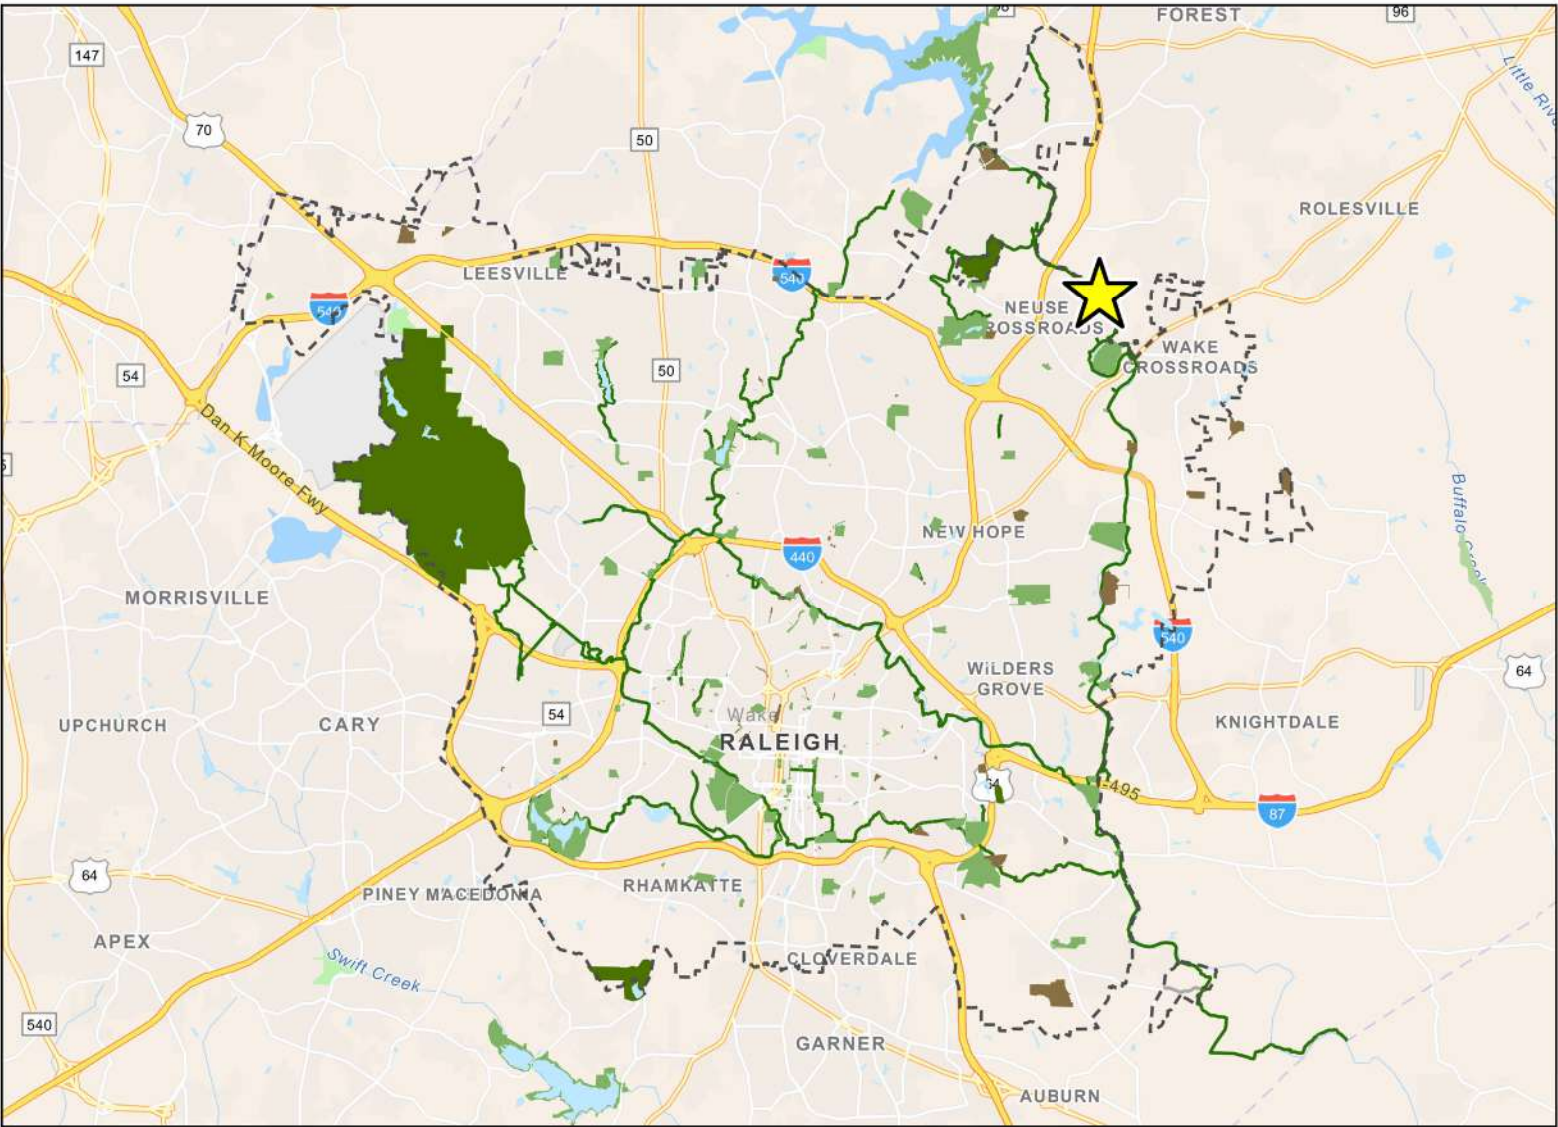 98
FOREST
96
147
Little River
70
50
ROLESVILLE
LEESVILLE
540
540
NEUSE
CROSSROADS
WAKE
CROSSROADS
54
50
Dan K Moore Fwy
Buffalo Creek
NEW HOPE
440
MORRISVILLE
540
WiLDERS
GROVE
64
54
UPCHURCH
CARY
Wake
RALEIGH
KNIGHTDALE
64
I-495
87
64
PINEY MACEDONIA
RHAMKATTE
APEX
Swift Creek
CLOVERDALE
540
GARNER
AUBURN